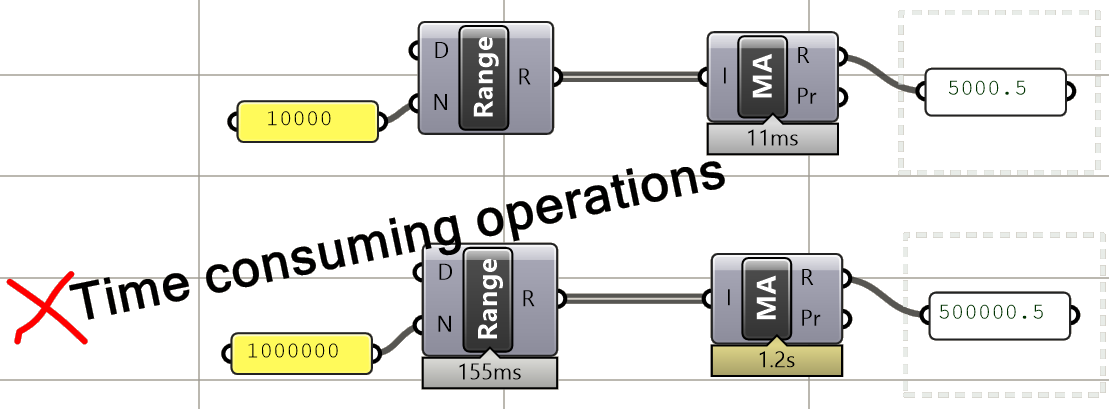 D
N
Range
R
10000
I
MA
R
Pr
11ms
5000.5
Time consuming operations
D
N
Range
R
155ms
1000000
I
MA
R
Pr
1.2s
500000.5